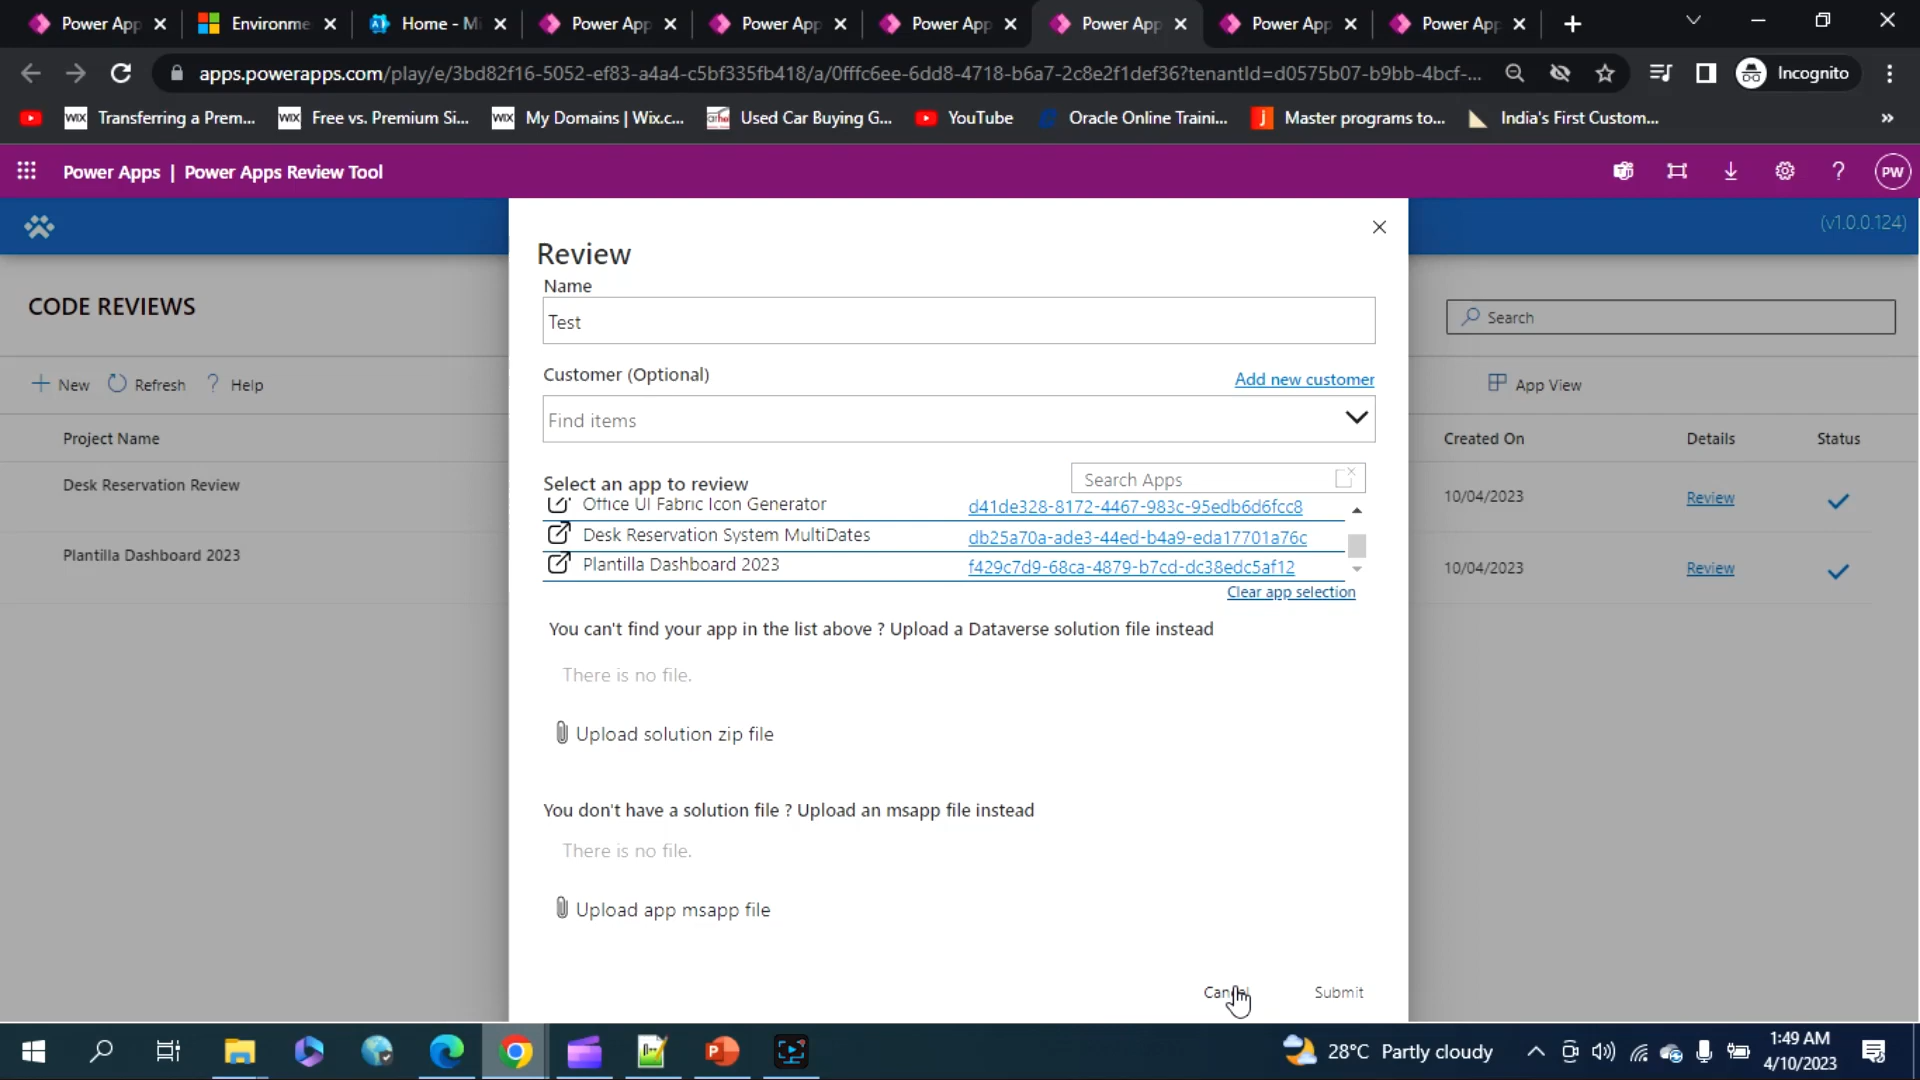 Power App
Environme
Home - Mi
Power App
Power App
Power App
Power App
Power App
Power App
apps.powerapps.com/play/e/3bd82f16-5052-ef83-a4a4-c5bf335fb418/a/0fffc6ee-6dd8-4718-b6a7-2c8e2f1def36?tenantId=d0575b07-b9bb-4bcf-...
Incognito
WIX Transferring a Prem...
WIX Free vs. Premium Si...
WIX My Domains | Wix.c...
Used Car Buying G...
YouTube
Oracle Online Traini...
Master programs to...
India's First Custom...
»
Power Apps | Power Apps Review Tool
PW
(v1.0.0.124)
CODE REVIEWS
Search
New
Refresh
Help
App View
Project Name
Created On
Details
Status
Desk Reservation Review
10/04/2023
Review
Plantilla Dashboard 2023
10/04/2023
Review
Review
Name
Test
Customer (Optional)
Add new customer
Find items
Select an app to review
Search Apps
Office UI Fabric Icon Generator
d41de328-8172-4467-983c-95edb6d6fcc8
Desk Reservation System MultiDates
db25a70a-ade3-44ed-b4a9-eda17701a76c
Plantilla Dashboard 2023
f429c7d9-68ca-4879-b7cd-dc38edc5af12
Clear app selection
You can't find your app in the list above ? Upload a Dataverse solution file instead
There is no file.
Upload solution zip file
You don't have a solution file ? Upload an msapp file instead
There is no file.
Upload app msapp file
Cancel
Submit
28°C Partly cloudy
1:49 AM
4/10/2023